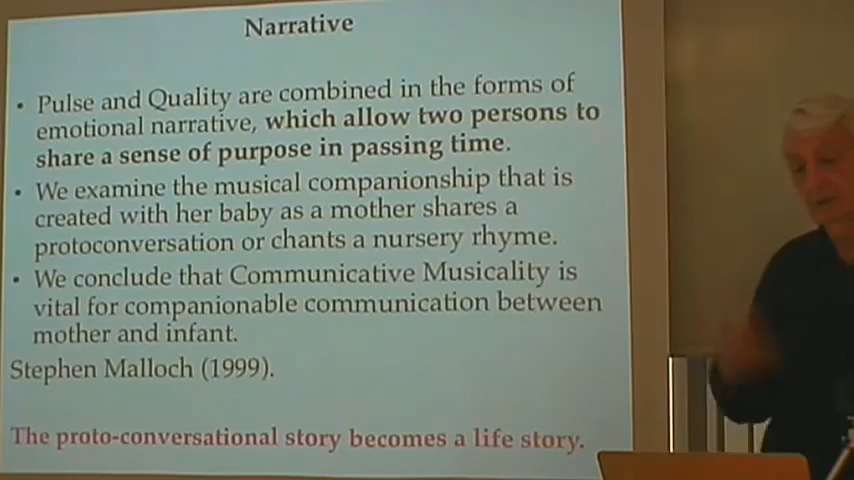 Narrative
• Pulse and Quality are combined in the forms of
emotional narrative, which allow two persons to
share a sense of purpose in passing time.
• We examine the musical companionship that is
created with her baby as a mother shares a
protoconversation or chants a nursery rhyme.
• We conclude that Communicative Musicality is
vital for companionable communication between
mother and infant.
Stephen Malloch (1999).
The proto-conversational story becomes a life story.